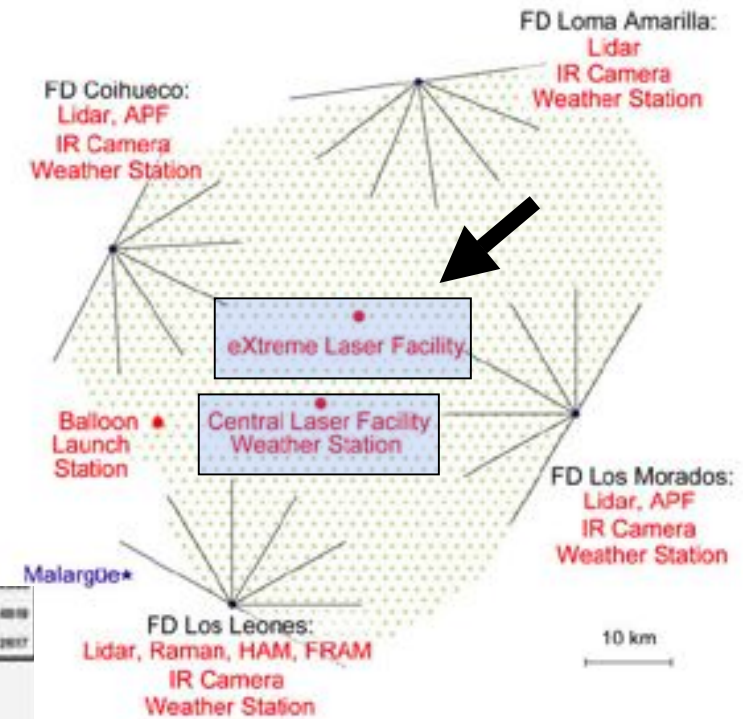 FD Loma Amarilla:
Lidar
IR Camera
Weather Station
FD Coihueco:
Lidar, APF
IR Camera
Weather Station
eXtreme Laser Facility
Central Laser Facility
Weather Station
Balloon
Launch
Station
FD Los Morados:
Lidar, APF
IR Camera
Weather Station
Malargüe
FD Los Leones:
Lidar, Raman, HAM, FRAM
IR Camera
Weather Station
10 km